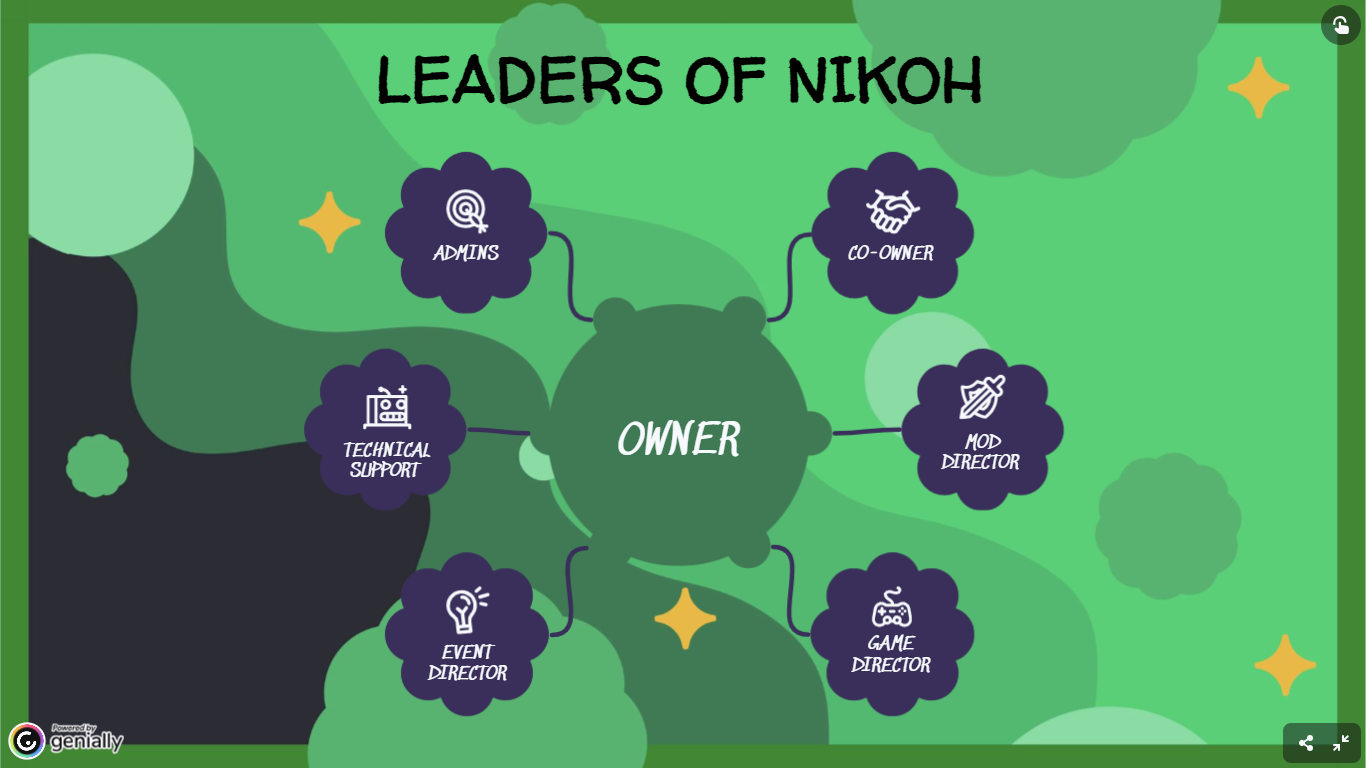 LEADERS OF NIKOH
ADMINS
CO-OWNER
OWNER
TECHNICAL
SUPPORT
MOD
DIRECTOR
EVENT
DIRECTOR
GAME
DIRECTOR
Powered by
genially